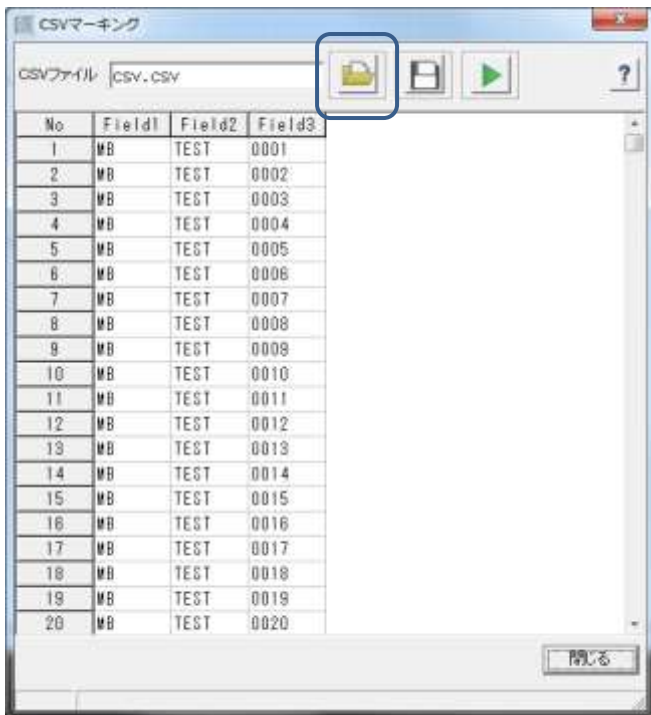 CSVマーキング
CSVファイル csv.csv
?
No Field1 Field2 Field3
1 MB TEST 0001
2 MB TEST 0002
3 MB TEST 0003
4 MB TEST 0004
5 MB TEST 0005
6 MB TEST 0006
7 MB TEST 0007
8 MB TEST 0008
9 MB TEST 0009
10 MB TEST 0010
11 MB TEST 0011
12 MB TEST 0012
13 MB TEST 0013
14 MB TEST 0014
15 MB TEST 0015
16 MB TEST 0016
17 MB TEST 0017
18 MB TEST 0018
19 MB TEST 0019
20 MB TEST 0020
閉じる